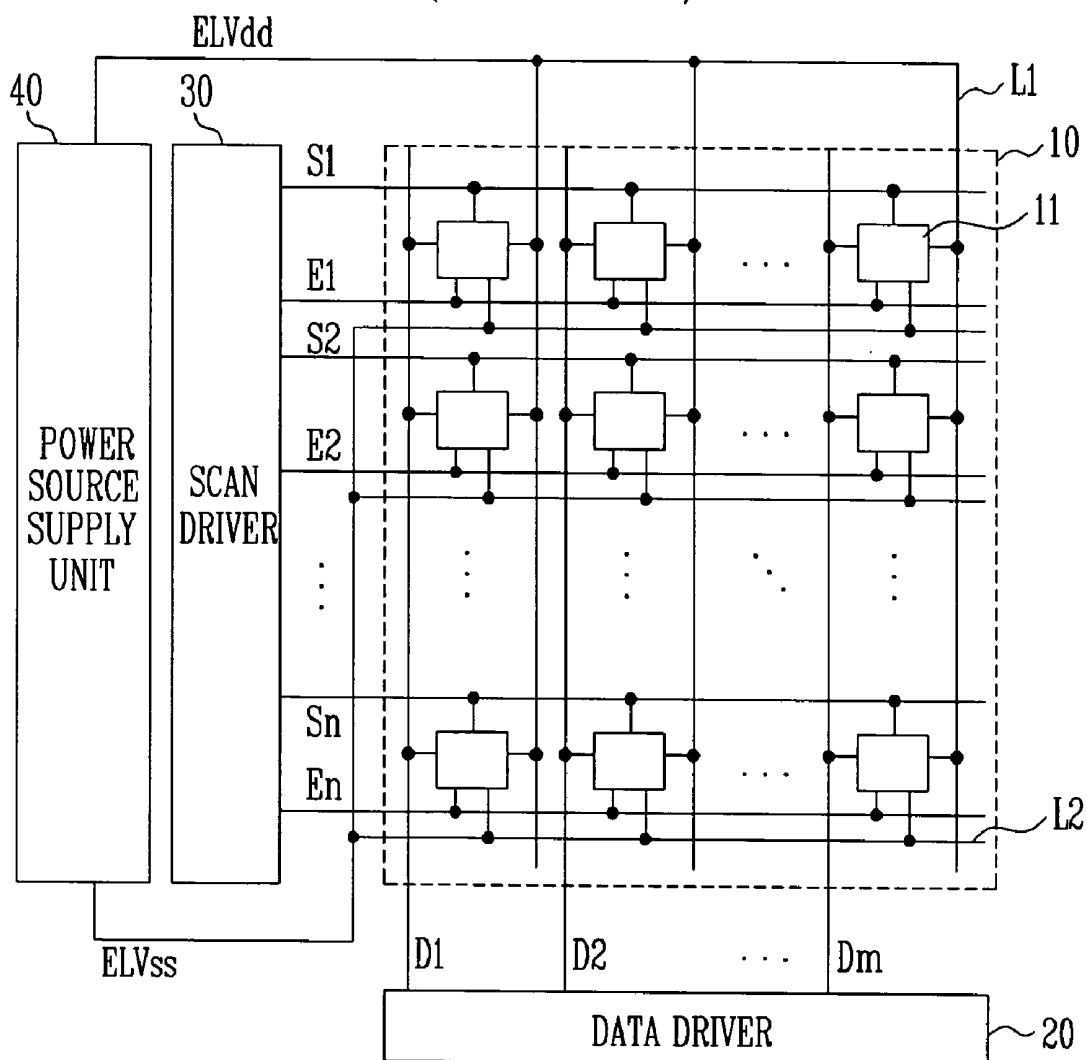 ELVdd
40
30
L1
10
S1
11
E1
S2
E2
POWER
SOURCE
SUPPLY
UNIT
SCAN
DRIVER
. . .
. . .
Sn
En
. . .
L2
ELVss
D1
D2
. . .
Dm
DATA DRIVER
20